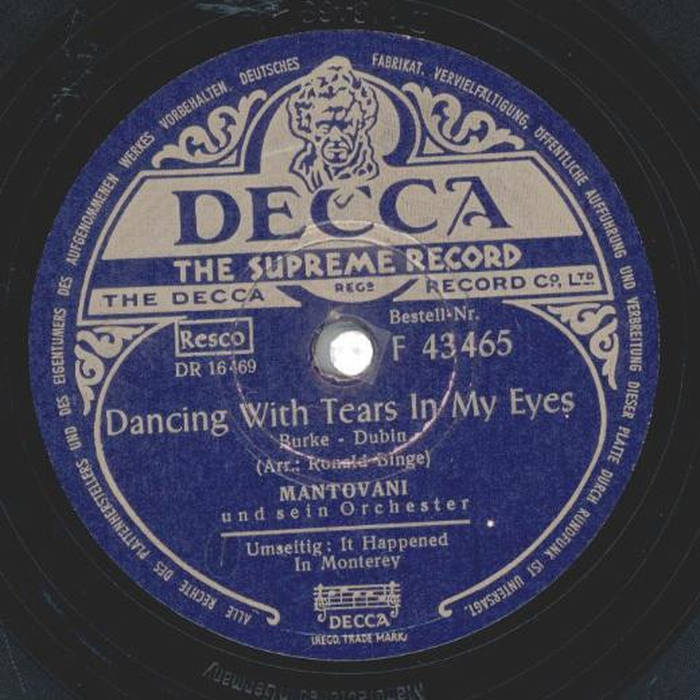 ALLE RECHTE DES PLATTENHERSTELLERS UND DES EIGENTÜMERS DES AUFGENOMMENEN WERKES VORBEHALTEN. DEUTSCHES FABRIKAT. VERVIELFÄLTIGUNG, ÖFFENTLICHE AUFFÜHRUNG UND VERBREITUNG DIESER PLATTE DURCH RUNDFUNK IST UNTERSAGT.
DECCA
THE SUPREME RECORD
THE DECCA REGD RECORD CO., LTD
Resco
Bestell-Nr.
DR 16469
F 43465
Dancing With Tears In My Eyes
Burke - Dubin
(Arr.: Ronald Binge)
MANTOVANI
und sein Orchester
Umseitig: It Happened
In Monterey
DECCA
(REGD. TRADE MARK)
Manufactured in Germany